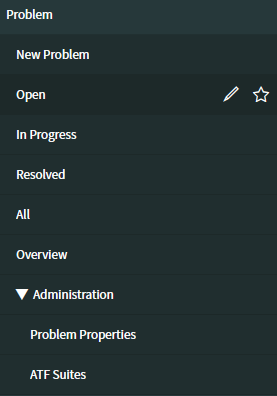 Problem
New Problem
Open
In Progress
Resolved
All
Overview
Administration
Problem Properties
ATF Suites